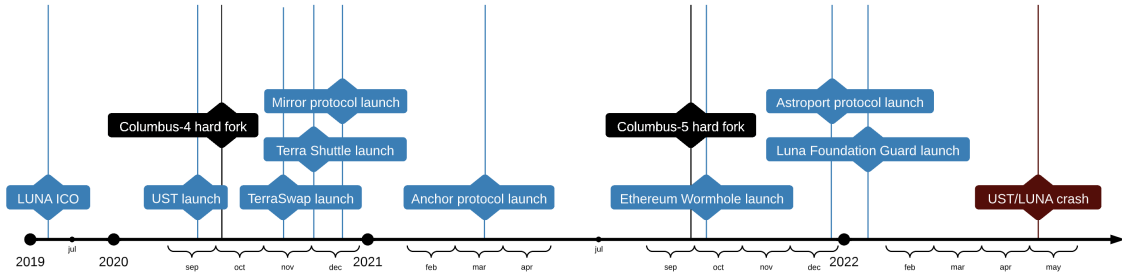 Mirror protocol launch
Astroport protocol launch
Columbus-4 hard fork
Columbus-5 hard fork
Terra Shuttle launch
Luna Foundation Guard launch
LUNA ICO
UST launch
TerraSwap launch
Anchor protocol launch
Ethereum Wormhole launch
UST/LUNA crash
2019
jul
2020
sep
oct
nov
dec
2021
feb
mar
apr
jul
sep
oct
nov
dec
2022
feb
mar
apr
may